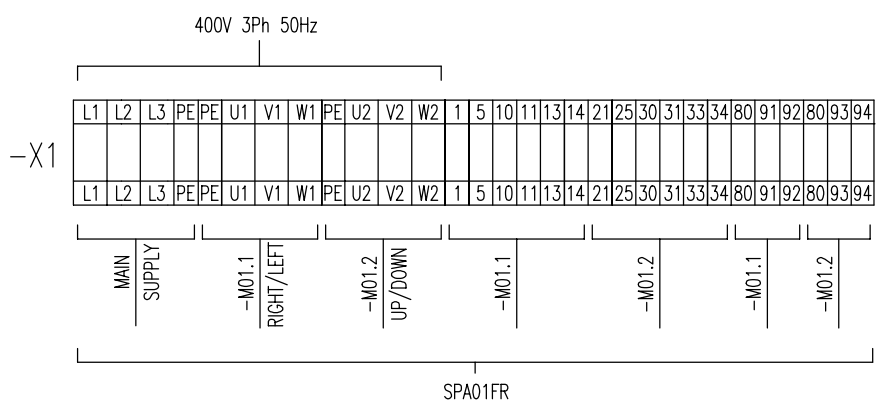 400V 3Ph 50Hz
L1 L2 L3 PE PE U1 V1 W1 PE U2 V2 W2 1 5 10 11 13 14 21 25 30 31 33 34 80 91 92 80 93 94
-X1
L1 L2 L3 PE PE U1 V1 W1 PE U2 V2 W2 1 5 10 11 13 14 21 25 30 31 33 34 80 91 92 80 93 94
MAIN
SUPPLY
-M01.1
RIGHT/LEFT
-M01.2
UP/DOWN
-M01.1
-M01.2
-M01.1
-M01.2
SPA01FR